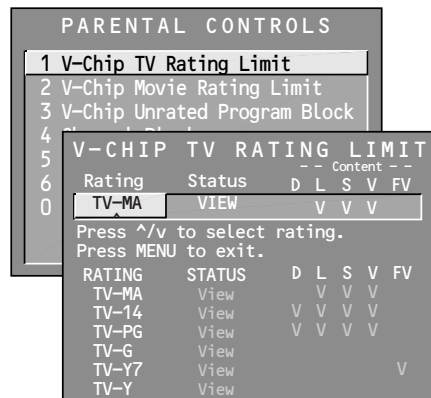 PARENTAL CONTROLS
1 V-Chip TV Rating Limit
2 V-Chip Movie Rating Limit
3 V-Chip Unrated Program Block
4
5
6
0
V-CHIP TV RATING LIMIT
-- Content --
Rating Status D L S V FV
TV-MA VIEW V V V
Press ^/v to select rating.
Press MENU to exit.
RATING STATUS D L S V FV
TV-MA View V V V
TV-14 View V V V V
TV-PG View V V V V
TV-G View
TV-Y7 View V
TV-Y View